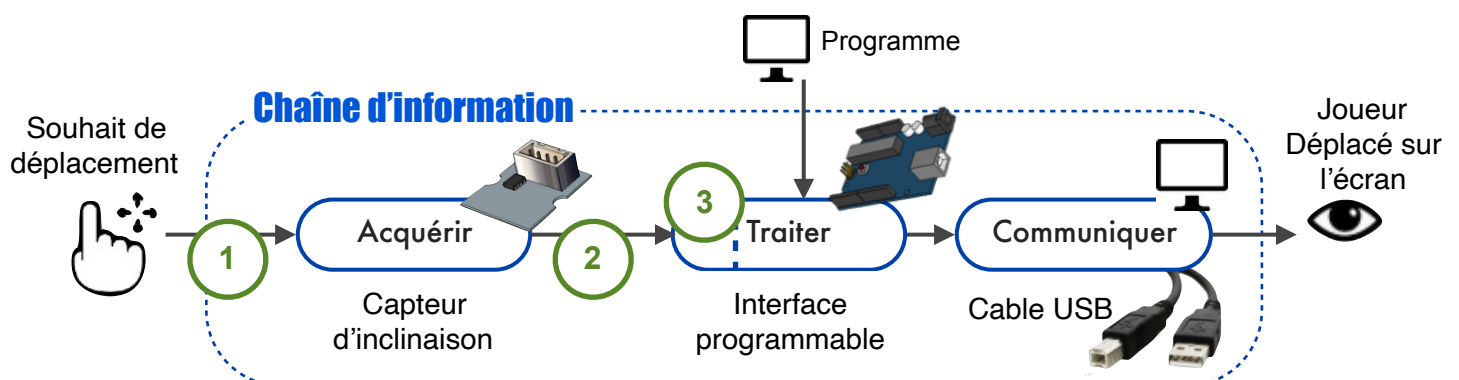 Programme
Chaîne d'information
Souhait de
déplacement
Joueur
Déplacé sur
l'écran
1
Acquérir
2
3
Traiter
Communiquer
Capteur
d'inclinaison
Interface
programmable
Cable USB